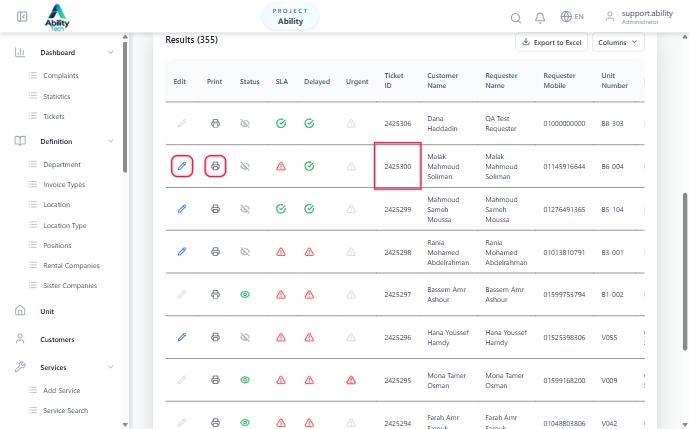 Ability
Tech
PROJECT
Ability
EN
support.ability
Administrator
Dashboard
Complaints
Statistics
Tickets
Definition
Department
Invoice Types
Location
Location Type
Positions
Rental Companies
Sister Companies
Unit
Customers
Services
Add Service
Service Search
Results (355)
Export to Excel
Columns
Edit Print Status SLA Delayed Urgent Ticket ID Customer Name Requester Name Requester Mobile Unit Number
2425306 Dana Haddadin QA Test Requester 01000000000 B8-303
2425300 Malak Mahmoud Soliman Malak Mahmoud Soliman 01145916644 B6-004
2425299 Mahmoud Sameh Moussa Mahmoud Sameh Moussa 01276491365 B5-104
2425298 Rania Mohamed Abdelrahman Rania Mohamed Abdelrahman 01013810791 B3-001
2425297 Bassem Amr Ashour Bassem Amr Ashour 01599753794 B1-002
2425296 Hana Youssef Hamdy Hana Youssef Hamdy 01525398306 V055
2425295 Mona Tamer Osman Mona Tamer Osman 01599168200 V009
2425294 Farah Amr Farah Amr 01048803806 V042